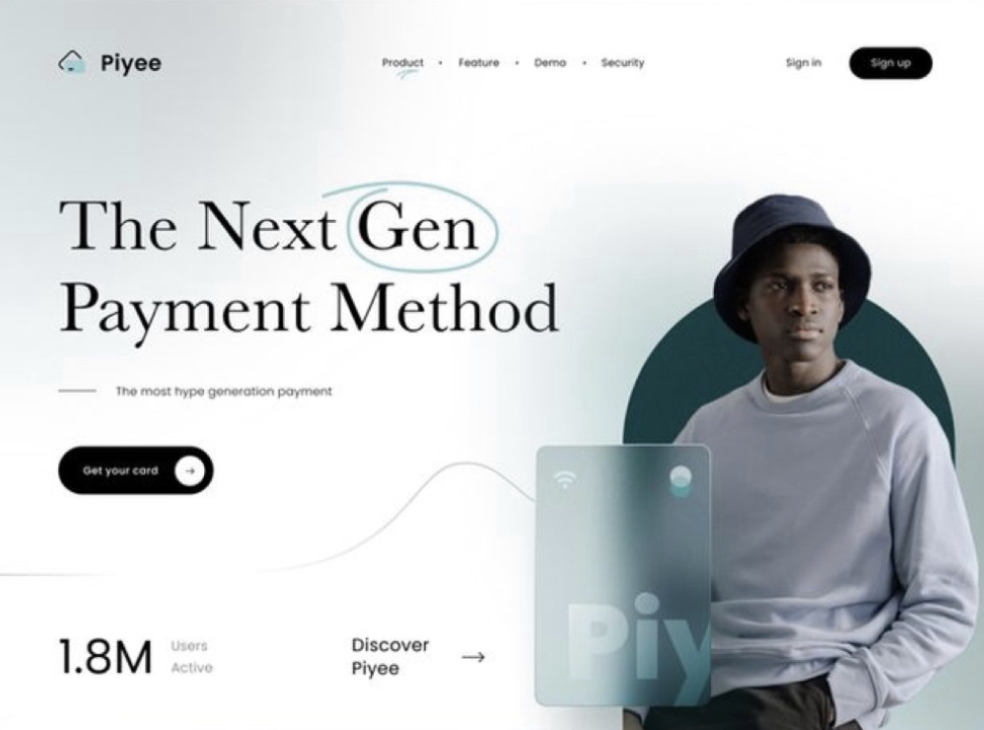 Piyee
Product • Feature • Demo • Security
Sign in
Sign up
The Next Gen
Payment Method
The most hype generation payment
Get your card →
1.8M
Users
Active
Discover
Piyee →
Piy